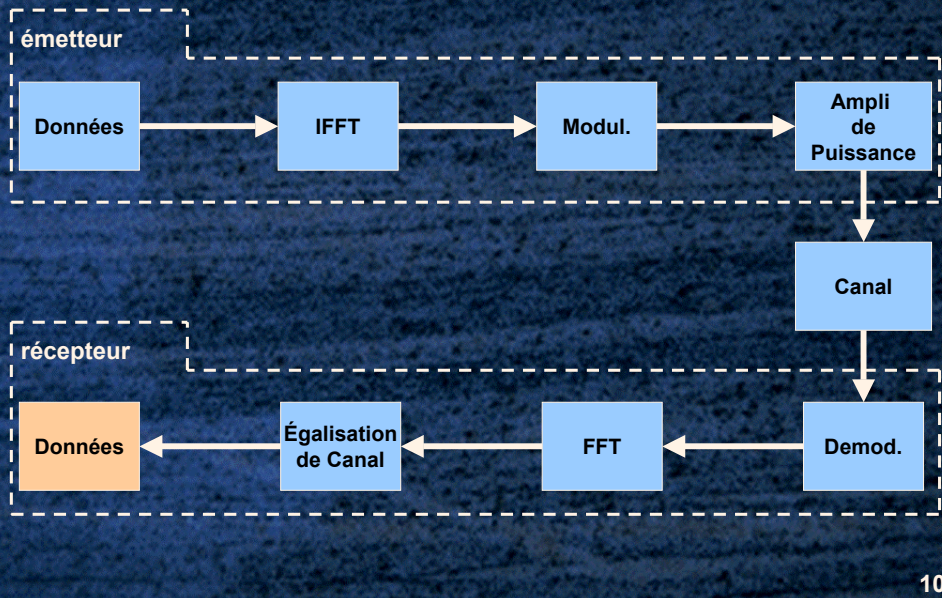 émetteur
Données
IFFT
Modul.
Ampli
de
Puissance
Canal
récepteur
Données
Égalisation
de Canal
FFT
Demod.
10